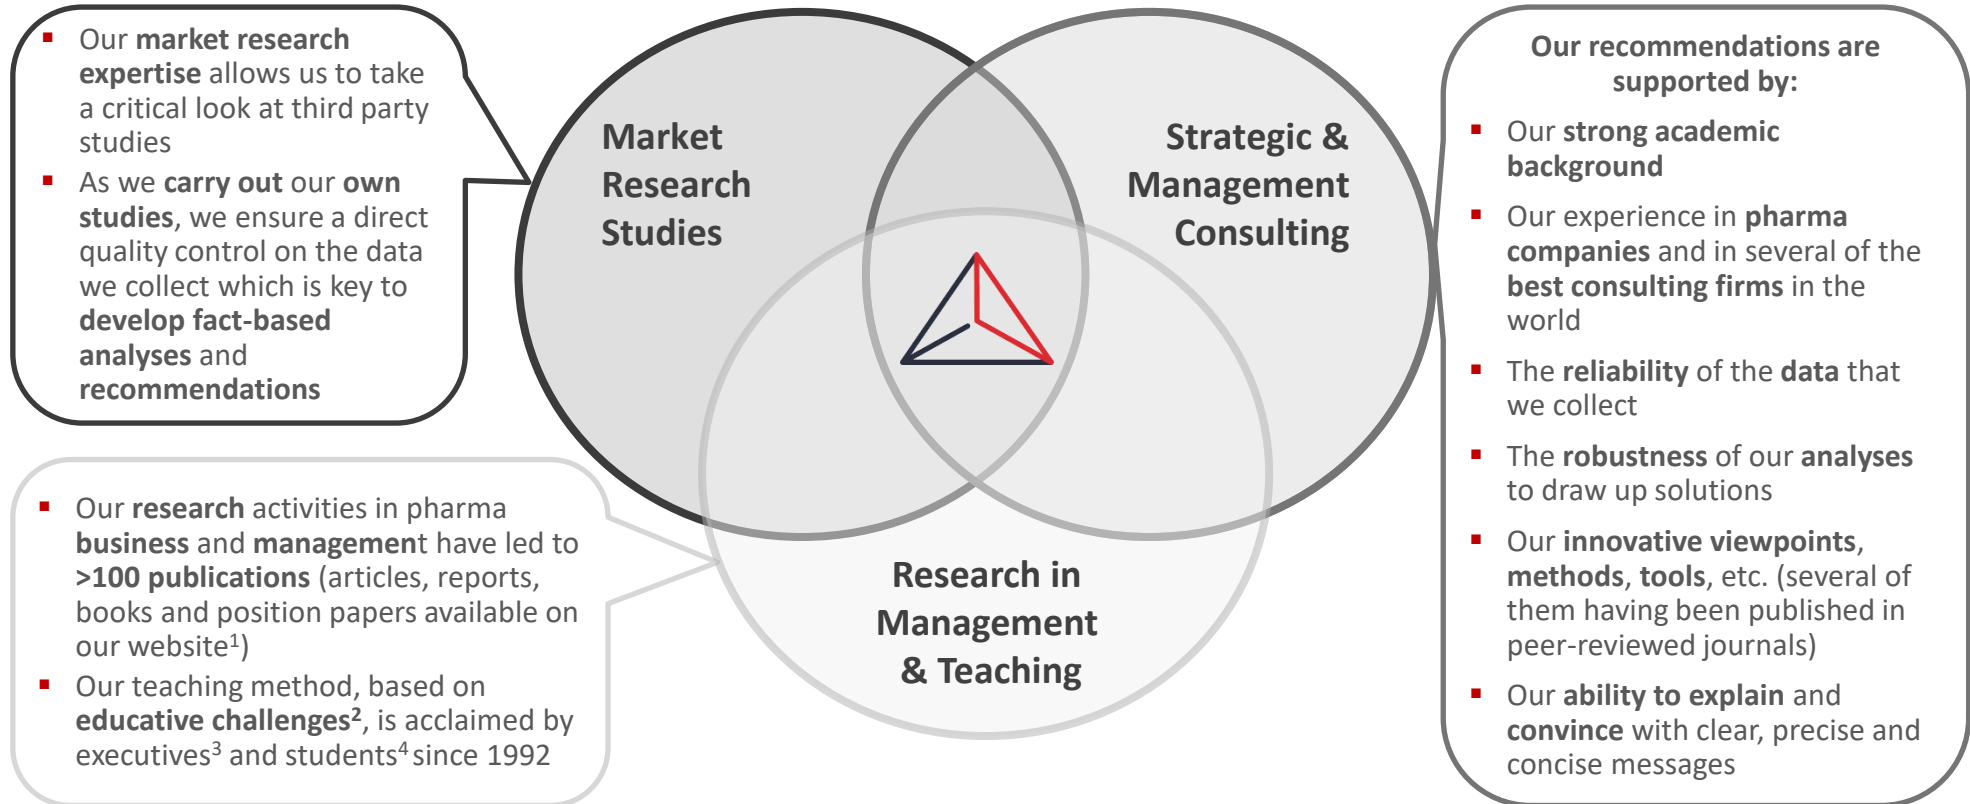 ▪ Our market research
expertise allows us to take
a critical look at third party
studies
▪ As we carry out our own
studies, we ensure a direct
quality control on the data
we collect which is key to
develop fact-based
analyses and
recommendations
Market
Research
Studies
Strategic &
Management
Consulting
Research in
Management
& Teaching
▪ Our research activities in pharma
business and management have led to
>100 publications (articles, reports,
books and position papers available on
our website¹)
▪ Our teaching method, based on
educative challenges², is acclaimed by
executives³ and students⁴ since 1992
Our recommendations are
supported by:
▪ Our strong academic
background
▪ Our experience in pharma
companies and in several of the
best consulting firms in the
world
▪ The reliability of the data that
we collect
▪ The robustness of our analyses
to draw up solutions
▪ Our innovative viewpoints,
methods, tools, etc. (several of
them having been published in
peer-reviewed journals)
▪ Our ability to explain and
convince with clear, precise and
concise messages